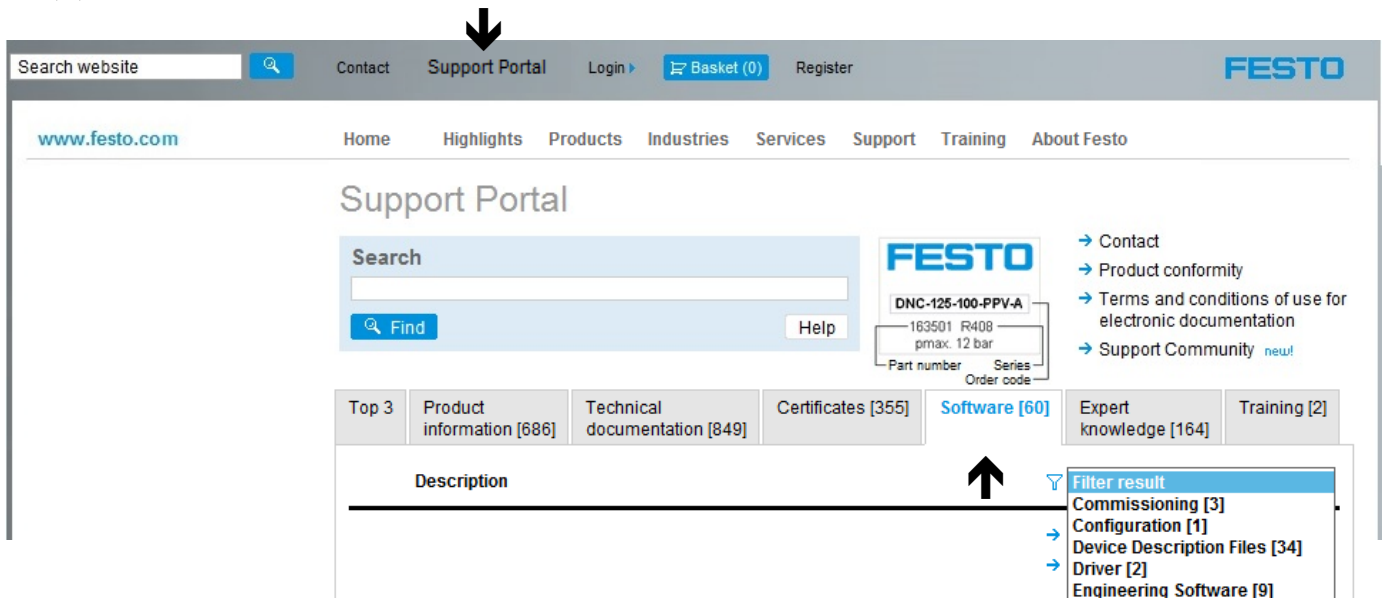 Search website Contact Support Portal Login Basket (0) Register FESTO
www.festo.com Home Highlights Products Industries Services Support Training About Festo
Support Portal
Search
Find Help
FESTO
DNC-125-100-PPV-A
163501 R408
pmax. 12 bar
Part number Series
Order code
Contact
Product conformity
Terms and conditions of use for
electronic documentation
Support Community new!
Top 3 Product Technical Certificates [355] Software [60] Expert Training [2]
information [686] documentation [849] knowledge [164]
Description Filter result
Commissioning [3]
Configuration [1]
Device Description Files [34]
Driver [2]
Engineering Software [9]